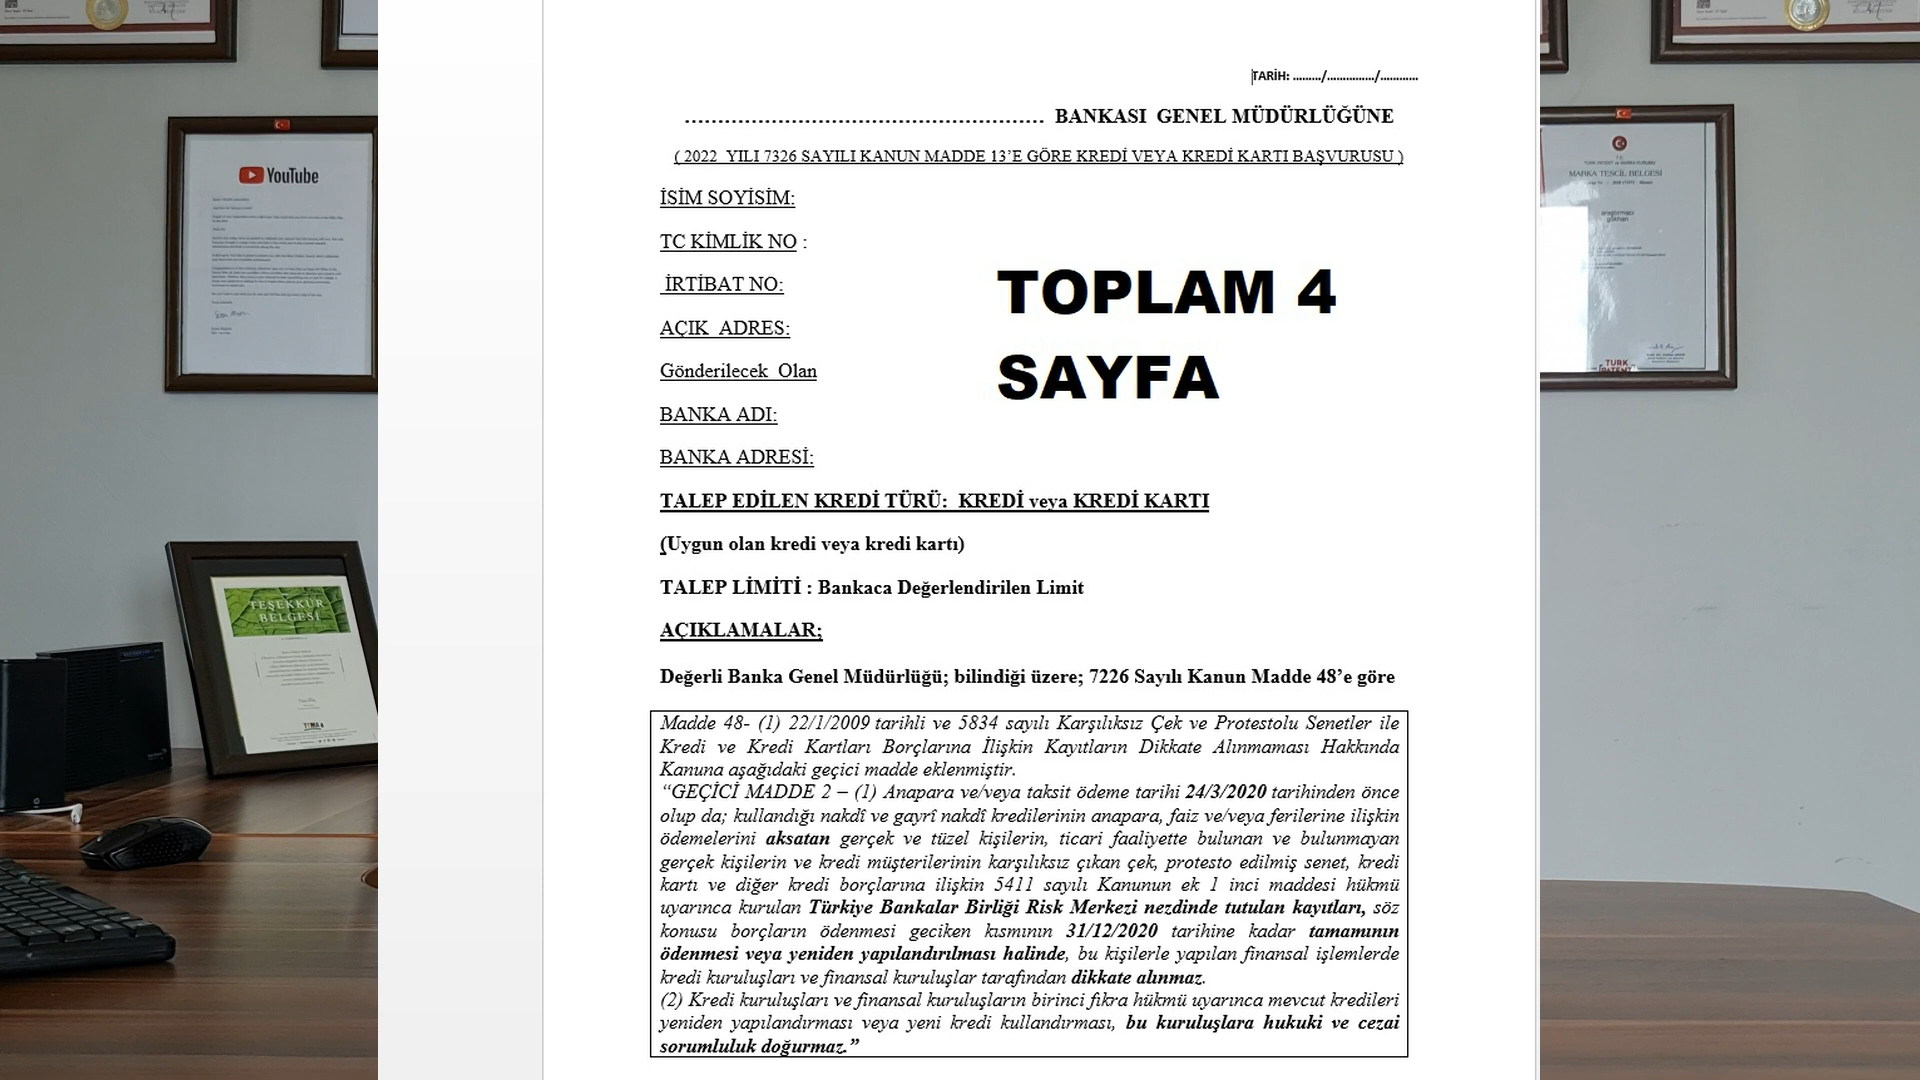 TARİH: ........./.............../............
...................................................... BANKASI GENEL MÜDÜRLÜĞÜNE
( 2022 YILI 7326 SAYILI KANUN MADDE 13’E GÖRE KREDİ VEYA KREDİ KARTI BAŞVURUSU )
İSİM SOYİSİM:
TC KİMLİK NO :
İRTİBAT NO:
AÇIK ADRES:
Gönderilecek Olan
BANKA ADI:
BANKA ADRESİ:
TOPLAM 4
SAYFA
TALEP EDİLEN KREDİ TÜRÜ: KREDİ veya KREDİ KARTI
(Uygun olan kredi veya kredi kartı)
TALEP LİMİTİ : Bankaca Değerlendirilen Limit
AÇIKLAMALAR;
Değerli Banka Genel Müdürlüğü; bilindiği üzere; 7226 Sayılı Kanun Madde 48’e göre
Madde 48- (1) 22/1/2009 tarihli ve 5834 sayılı Karşılıksız Çek ve Protestolu Senetler ile
Kredi ve Kredi Kartları Borçlarına İlişkin Kayıtların Dikkate Alınmaması Hakkında
Kanuna aşağıdaki geçici madde eklenmiştir.
“GEÇİCİ MADDE 2 – (1) Anapara ve/veya taksit ödeme tarihi 24/3/2020 tarihinden önce
olup da; kullandığı nakdî ve gayrî nakdî kredilerinin anapara, faiz ve/veya ferilerine ilişkin
ödemelerini aksatan gerçek ve tüzel kişilerin, ticari faaliyette bulunan ve bulunmayan
gerçek kişilerin ve kredi müşterilerinin karşılıksız çıkan çek, protesto edilmiş senet, kredi
kartı ve diğer kredi borçlarına ilişkin 5411 sayılı Kanunun ek 1 inci maddesi hükmü
uyarınca kurulan Türkiye Bankalar Birliği Risk Merkezi nezdinde tutulan kayıtları, söz
konusu borçların ödenmesi geciken kısmının 31/12/2020 tarihine kadar tamamının
ödenmesi veya yeniden yapılandırılması halinde, bu kişilerle yapılan finansal işlemlerde
kredi kuruluşları ve finansal kuruluşlar tarafından dikkate alınmaz.
(2) Kredi kuruluşları ve finansal kuruluşların birinci fıkra hükmü uyarınca mevcut kredileri
yeniden yapılandırması veya yeni kredi kullandırması, bu kuruluşlara hukuki ve cezai
sorumluluk doğurmaz.”
YouTube
TEŞEKKÜR
BELGESİ
MARKA TESCİL BELGESİ
araştırmacı
gökhan
TÜRK
PATENT